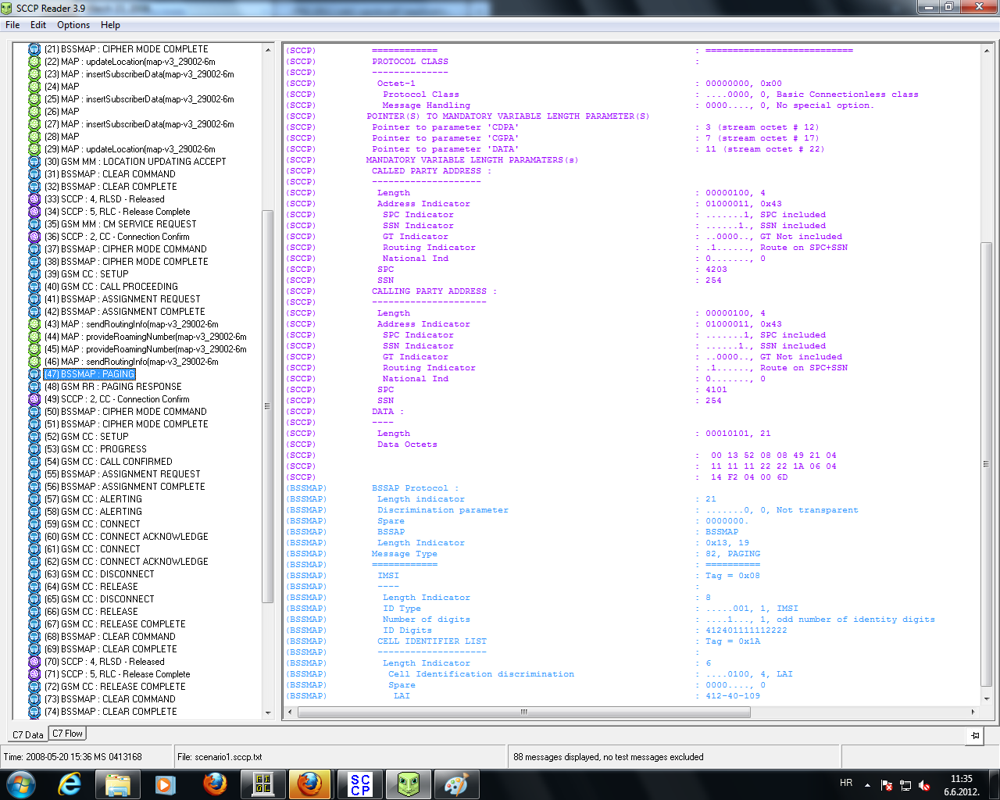 SCCP Reader 3.9
File Edit Options Help
(21) BSSMAP : CIPHER MODE COMPLETE
(22) MAP : updateLocation(map-v3_29002-6m
(23) MAP : insertSubscriberData(map-v3_29002-6m
(24) MAP
(25) MAP : insertSubscriberData(map-v3_29002-6m
(26) MAP
(27) MAP : insertSubscriberData(map-v3_29002-6m
(28) MAP
(29) MAP : updateLocation(map-v3_29002-6m
(30) GSM MM : LOCATION UPDATING ACCEPT
(31) BSSMAP : CLEAR COMMAND
(32) BSSMAP : CLEAR COMPLETE
(33) SCCP : 4, RLSD - Released
(34) SCCP : 5, RLC - Release Complete
(35) GSM MM : CM SERVICE REQUEST
(36) SCCP : 2, CC - Connection Confirm
(37) BSSMAP : CIPHER MODE COMMAND
(38) BSSMAP : CIPHER MODE COMPLETE
(39) GSM CC : SETUP
(40) GSM CC : CALL PROCEEDING
(41) BSSMAP : ASSIGNMENT REQUEST
(42) BSSMAP : ASSIGNMENT COMPLETE
(43) MAP : sendRoutingInfo(map-v3_29002-6m
(44) MAP : provideRoamingNumber(map-v3_29002-6m
(45) MAP : provideRoamingNumber(map-v3_29002-6m
(46) MAP : sendRoutingInfo(map-v3_29002-6m
(47) BSSMAP : PAGING
(48) GSM RR : PAGING RESPONSE
(49) SCCP : 2, CC - Connection Confirm
(50) BSSMAP : CIPHER MODE COMMAND
(51) BSSMAP : CIPHER MODE COMPLETE
(52) GSM CC : SETUP
(53) GSM CC : PROGRESS
(54) GSM CC : CALL CONFIRMED
(55) BSSMAP : ASSIGNMENT REQUEST
(56) BSSMAP : ASSIGNMENT COMPLETE
(57) GSM CC : ALERTING
(58) GSM CC : ALERTING
(59) GSM CC : CONNECT
(60) GSM CC : CONNECT ACKNOWLEDGE
(61) GSM CC : CONNECT
(62) GSM CC : CONNECT ACKNOWLEDGE
(63) GSM CC : DISCONNECT
(64) GSM CC : RELEASE
(65) GSM CC : DISCONNECT
(66) GSM CC : RELEASE
(67) GSM CC : RELEASE COMPLETE
(68) BSSMAP : CLEAR COMMAND
(69) BSSMAP : CLEAR COMPLETE
(70) SCCP : 4, RLSD - Released
(71) SCCP : 5, RLC - Release Complete
(72) GSM CC : RELEASE COMPLETE
(73) BSSMAP : CLEAR COMMAND
(74) BSSMAP : CLEAR COMPLETE
(SCCP) ============ : ===========================
(SCCP) PROTOCOL CLASS :
(SCCP) --------------
(SCCP) Octet-1 : 00000000, 0x00
(SCCP) Protocol Class : ....0000, 0, Basic Connectionless class
(SCCP) Message Handling : 0000...., 0, No special option.
(SCCP) POINTER(S) TO MANDATORY VARIABLE LENGTH PARAMETER(S)
(SCCP) Pointer to parameter 'CDPA' : 3 (stream octet # 12)
(SCCP) Pointer to parameter 'CGPA' : 7 (stream octet # 17)
(SCCP) Pointer to parameter 'DATA' : 11 (stream octet # 22)
(SCCP) MANDATORY VARIABLE LENGTH PARAMATERS(s)
(SCCP) CALLED PARTY ADDRESS :
(SCCP) --------------------
(SCCP) Length : 00000100, 4
(SCCP) Address Indicator : 01000011, 0x43
(SCCP) SPC Indicator : .......1, SPC included
(SCCP) SSN Indicator : ......1., SSN included
(SCCP) GT Indicator : ..0000.., GT Not included
(SCCP) Routing Indicator : .1......, Route on SPC+SSN
(SCCP) National Ind : 0......., 0
(SCCP) SPC : 4203
(SCCP) SSN : 254
(SCCP) CALLING PARTY ADDRESS :
(SCCP) ---------------------
(SCCP) Length : 00000100, 4
(SCCP) Address Indicator : 01000011, 0x43
(SCCP) SPC Indicator : .......1, SPC included
(SCCP) SSN Indicator : ......1., SSN included
(SCCP) GT Indicator : ..0000.., GT Not included
(SCCP) Routing Indicator : .1......, Route on SPC+SSN
(SCCP) National Ind : 0......., 0
(SCCP) SPC : 4101
(SCCP) SSN : 254
(SCCP) DATA :
(SCCP) ----
(SCCP) Length : 00010101, 21
(SCCP) Data Octets
(SCCP) : 00 13 52 08 08 49 21 04
(SCCP) : 11 11 11 22 22 1A 06 04
(SCCP) : 14 F2 04 00 6D
(BSSMAP) BSSAP Protocol :
(BSSMAP) Length indicator : 21
(BSSMAP) Discrimination parameter : .......0, 0, Not transparent
(BSSMAP) Spare : 0000000.
(BSSMAP) BSSAP : BSSMAP
(BSSMAP) Length Indicator : 0x13, 19
(BSSMAP) Message Type : 82, PAGING
(BSSMAP) ============ : ==========
(BSSMAP) IMSI : Tag = 0x08
(BSSMAP) ---- :
(BSSMAP) Length Indicator : 8
(BSSMAP) ID Type : .....001, 1, IMSI
(BSSMAP) Number of digits : ....1..., 1, odd number of identity digits
(BSSMAP) ID Digits : 412401111112222
(BSSMAP) CELL IDENTIFIER LIST : Tag = 0x1A
(BSSMAP) -------------------- :
(BSSMAP) Length Indicator : 6
(BSSMAP) Cell Identification discrimination : ....0100, 4, LAI
(BSSMAP) Spare : 0000...., 0
(BSSMAP) LAI : 412-40-109
C7 Data C7 Flow
Time: 2008-05-20 15:36 MS 0413168 File: scenario1.sccp.txt 88 messages displayed, no test messages excluded
S C
C P
HR
11:35
6.6.2012.